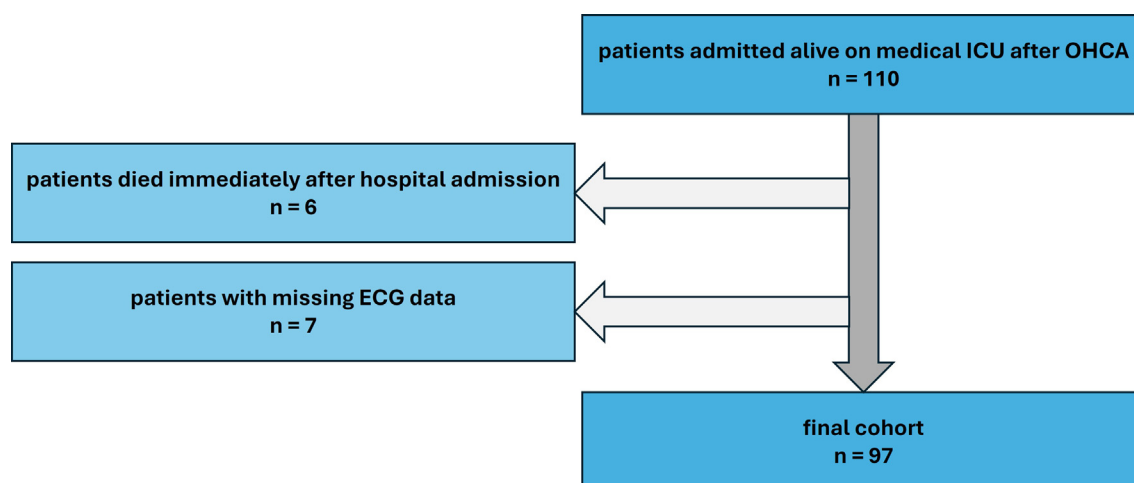 patients admitted alive on medical ICU after OHCA
n = 110
patients died immediately after hospital admission
n = 6
patients with missing ECG data
n = 7
final cohort
n = 97